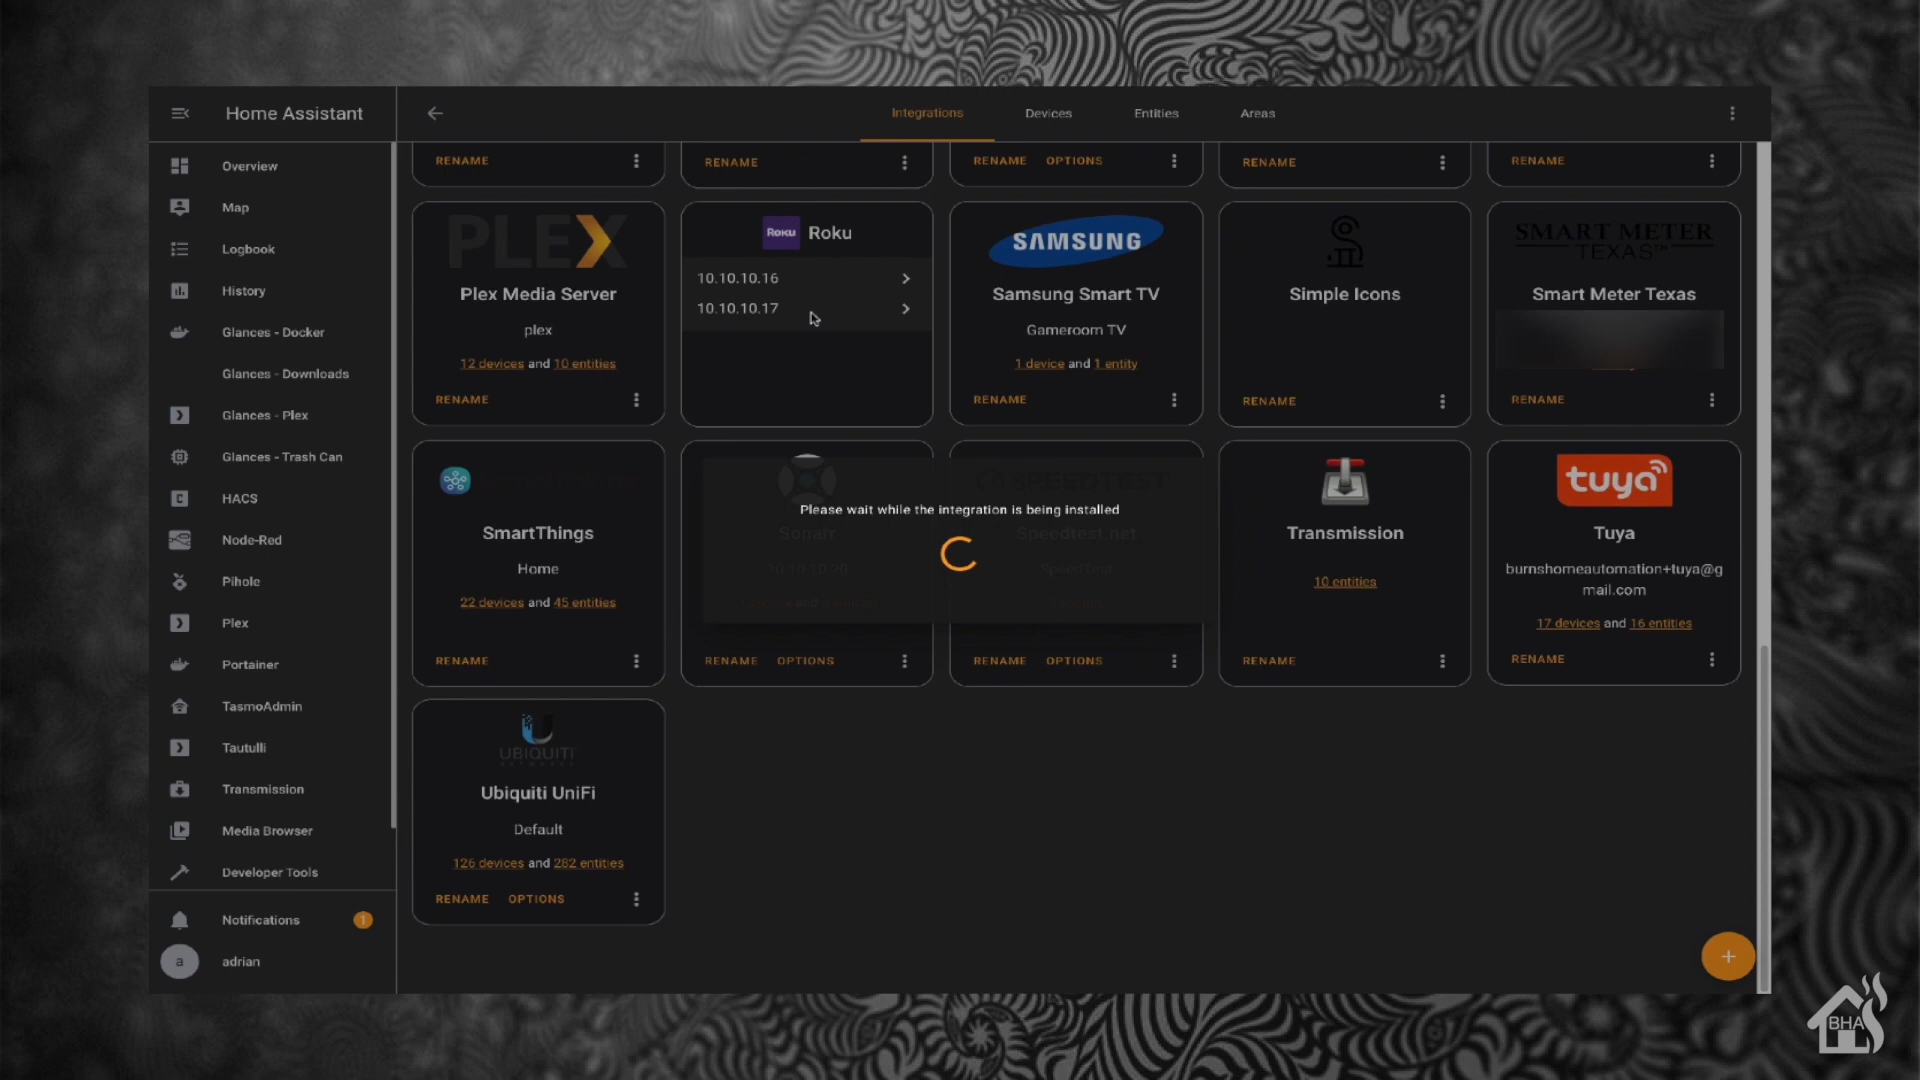 Home Assistant
Integrations
Devices
Entities
Areas
Overview
Map
Logbook
History
Glances - Docker
Glances - Downloads
Glances - Plex
Glances - Trash Can
HACS
Node-Red
Pihole
Plex
Portainer
TasmoAdmin
Tautulli
Transmission
Media Browser
Developer Tools
Notifications
1
a
adrian
RENAME
RENAME
RENAME OPTIONS
RENAME
RENAME
PLEX
Plex Media Server
plex
12 devices and 10 entities
RENAME
Roku
Roku
10.10.10.16
10.10.10.17
SAMSUNG
Samsung Smart TV
Gameroom TV
1 device and 1 entity
RENAME
Simple Icons
RENAME
SMART METER
TEXAS
Smart Meter Texas
RENAME
SmartThings
Home
22 devices and 45 entities
RENAME
Please wait while the integration is being installed
Sonarr
RENAME OPTIONS
SPEEDTEST
Speedtest.net
SpeedTest
RENAME OPTIONS
Transmission
10 entities
RENAME
tuya
Tuya
burnshomeautomation+tuya@g
mail.com
17 devices and 16 entities
RENAME
UBIQUITI
NETWORKS
Ubiquiti UniFi
Default
126 devices and 282 entities
RENAME OPTIONS
BHA